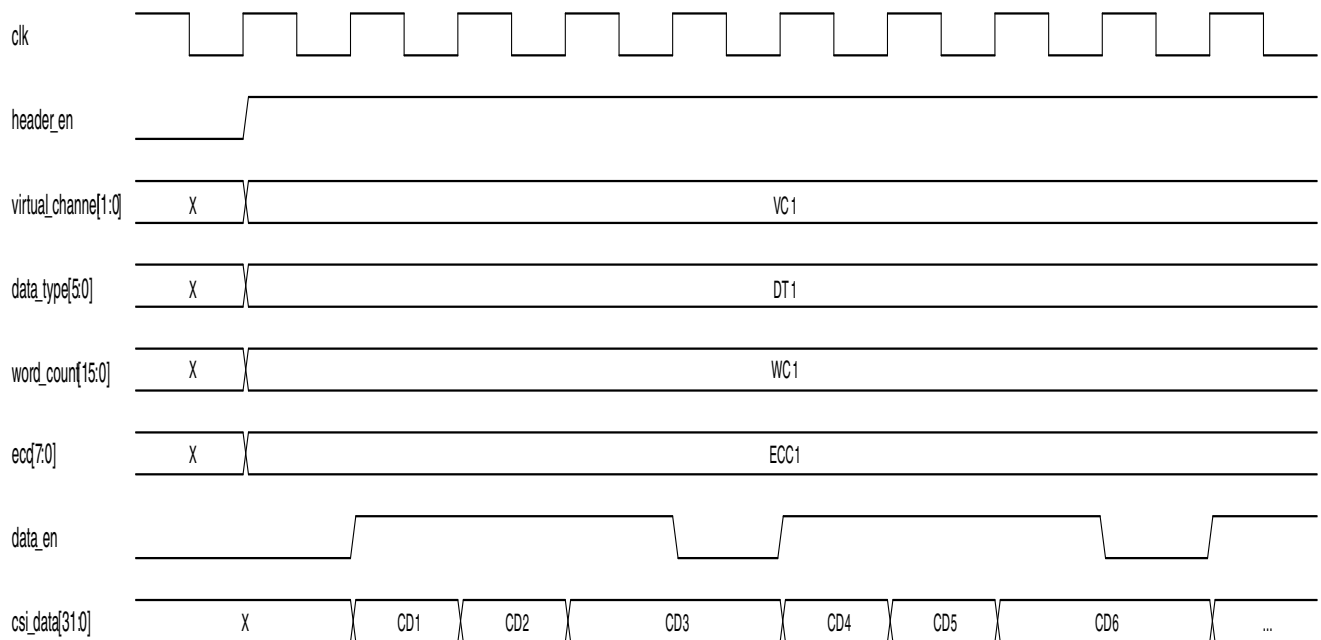 clk
header_en
virtual_channe[1:0]
X
VC1
data_type[5:0]
X
DT1
word_count[15:0]
X
WC1
ecc[7:0]
X
ECC1
data_en
csi_data[31:0]
X
CD1
CD2
CD3
CD4
CD5
CD6
...